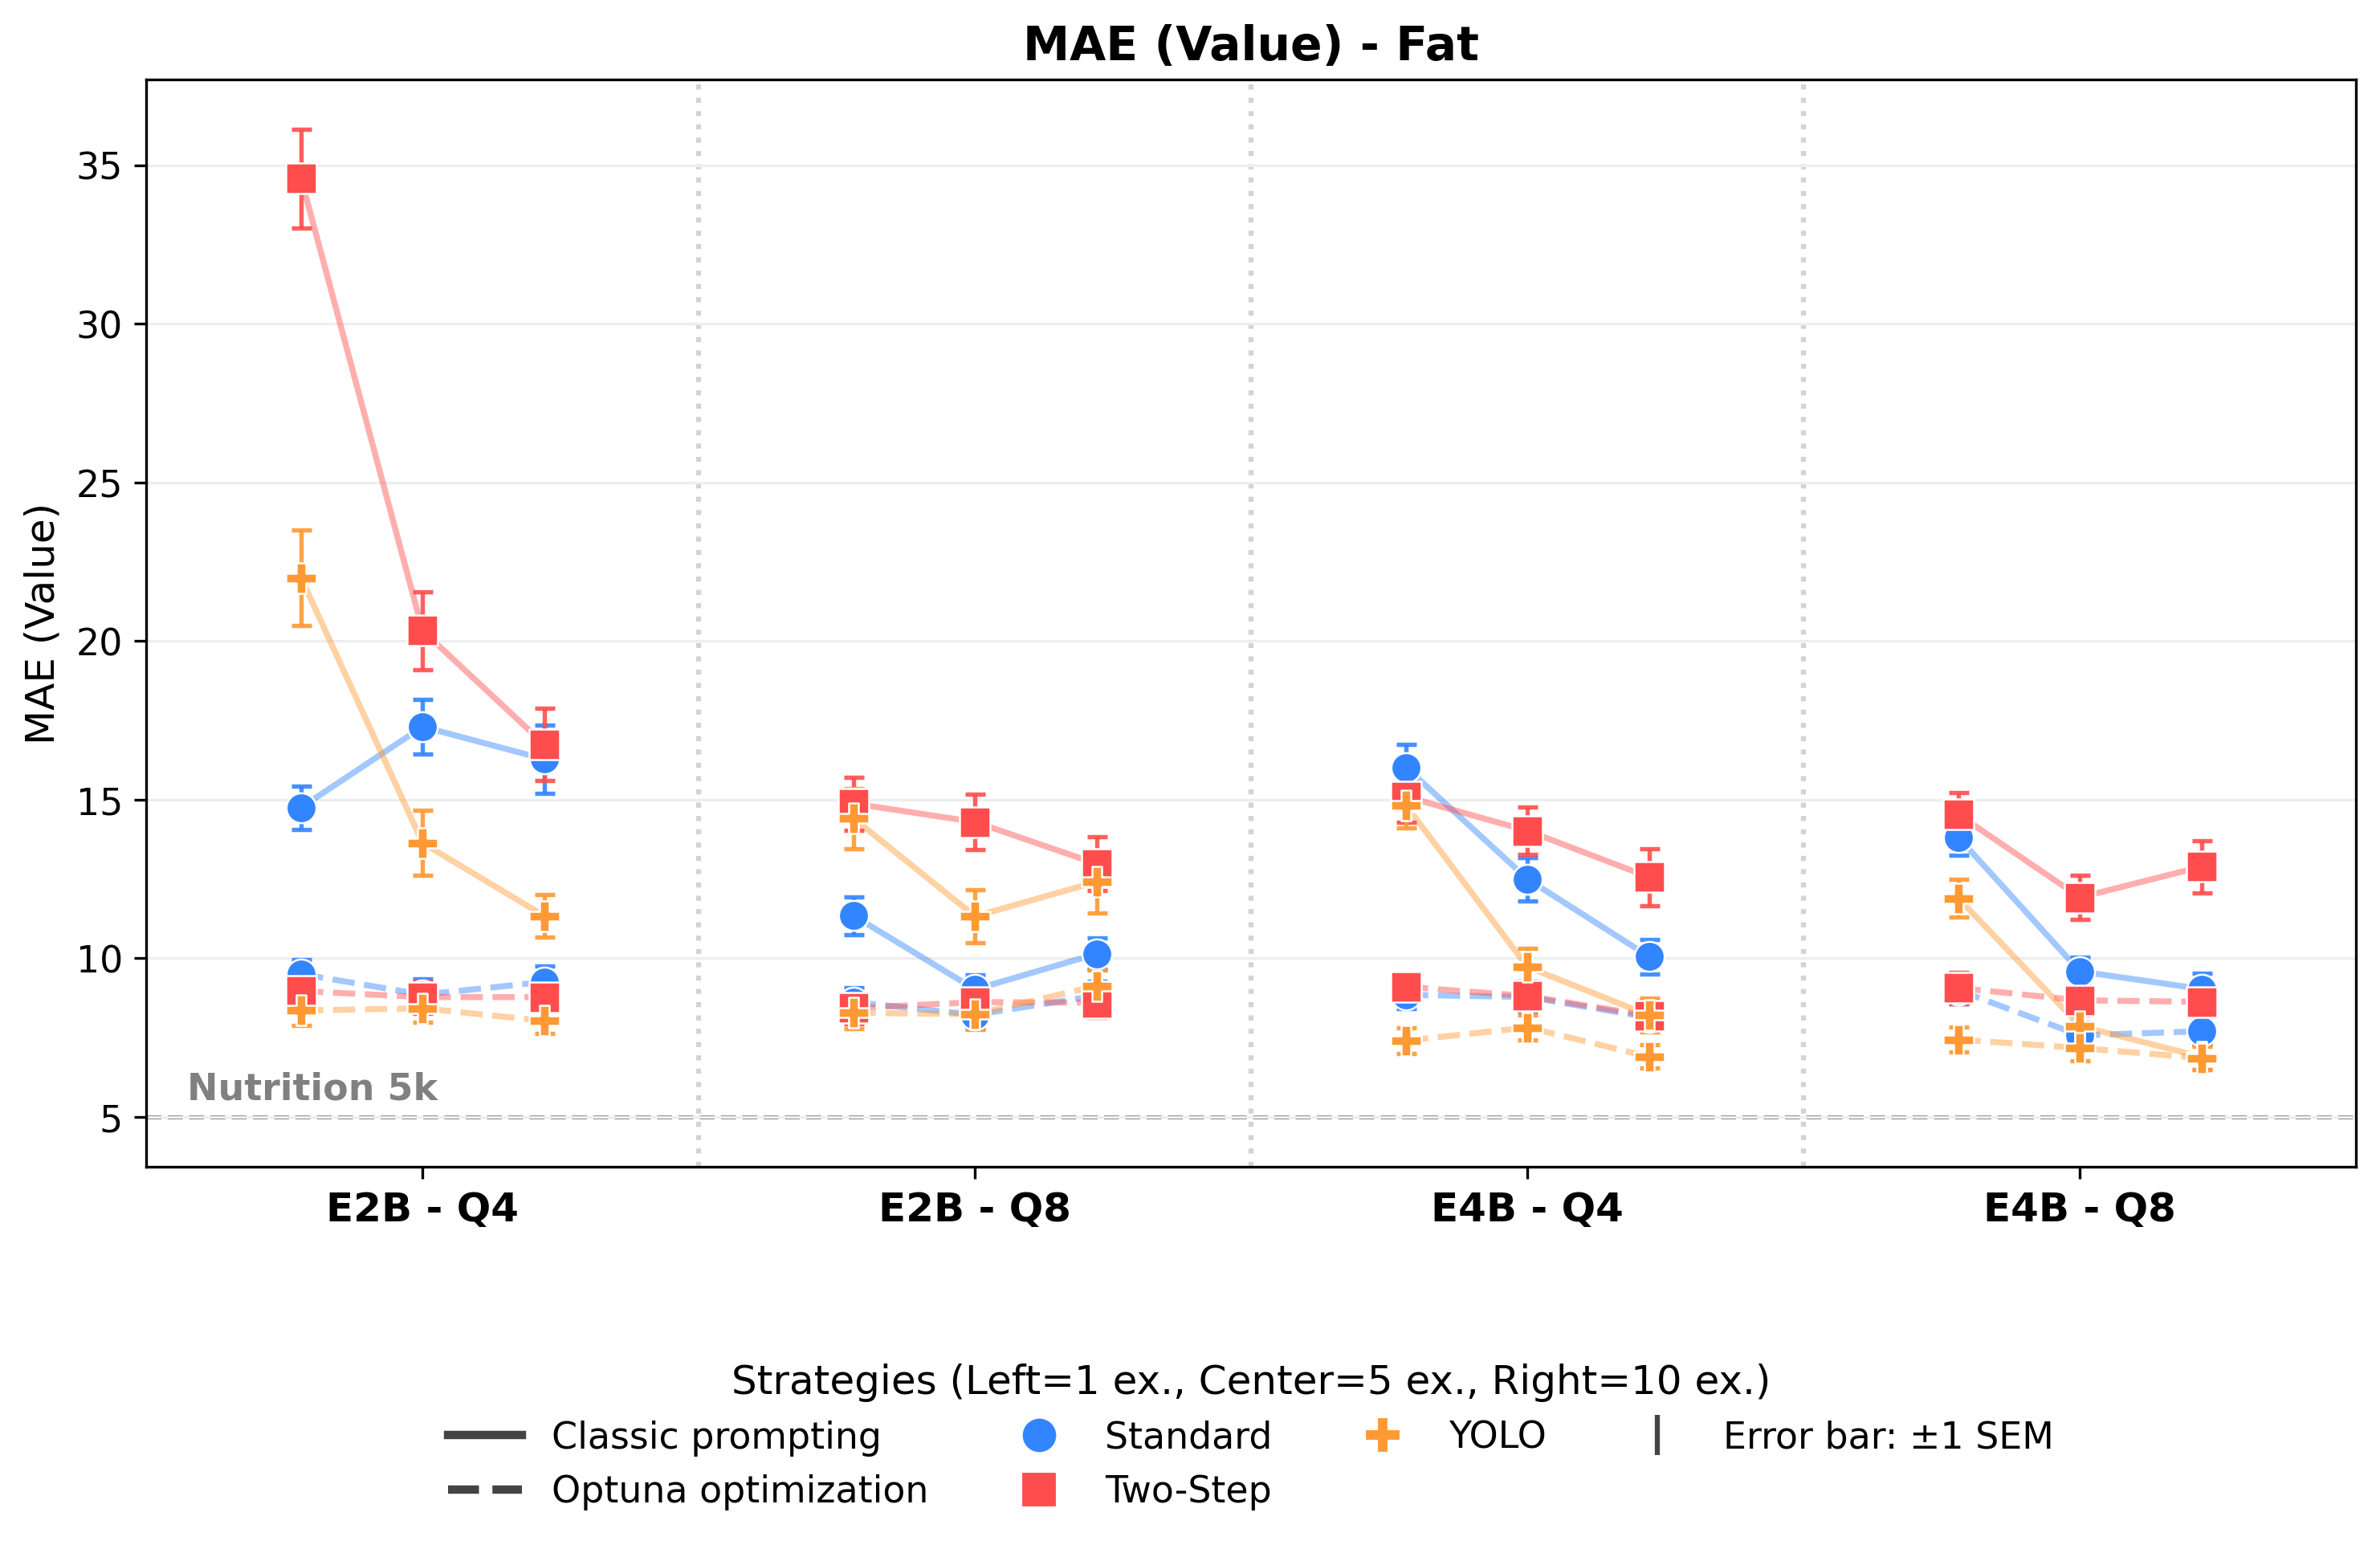 MAE (Value) - Fat
MAE (Value)
35
30
25
20
15
10
5
Nutrition 5k
E2B - Q4
E2B - Q8
E4B - Q4
E4B - Q8
Strategies (Left=1 ex., Center=5 ex., Right=10 ex.)
Classic prompting
Standard
YOLO
Error bar: ±1 SEM
Optuna optimization
Two-Step